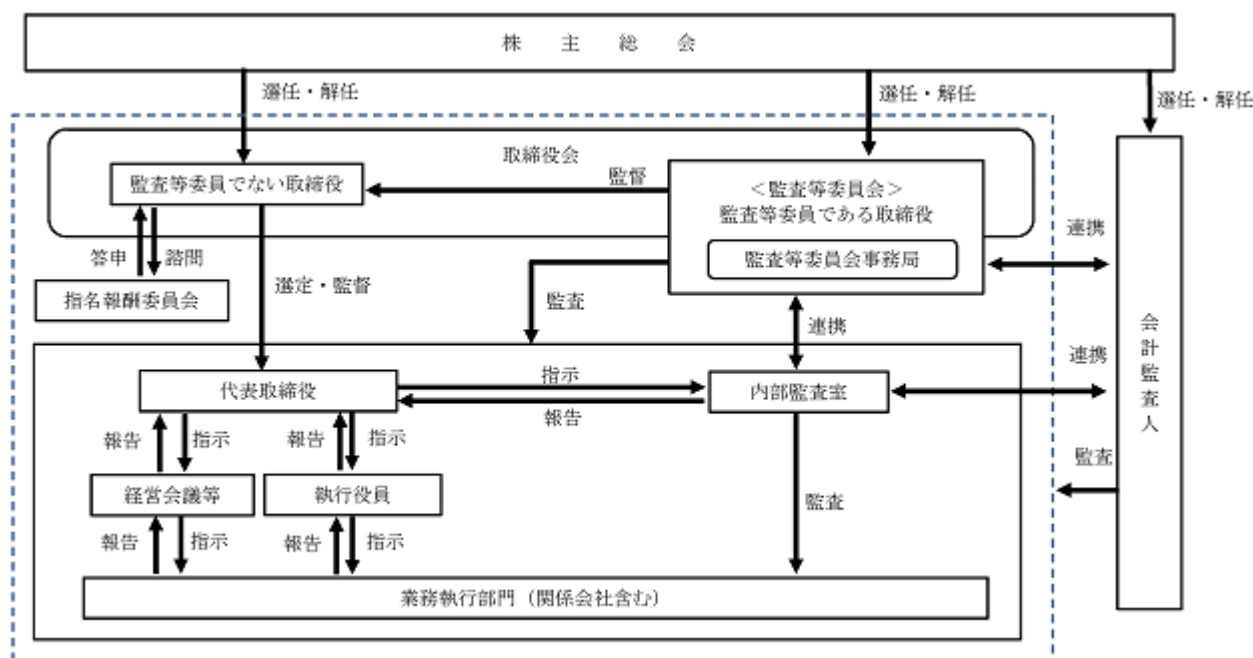 株主総会
選任・解任
選任・解任
選任・解任
取締役会
監査等委員でない取締役
監督
＜監査等委員会＞
監査等委員である取締役
監査等委員会事務局
連携
答申
諮問
指名報酬委員会
選定・監督
監査
連携
会計監査人
連携
代表取締役
指示
報告
内部監査室
報告
指示
報告
指示
監査
経営会議等
執行役員
監査
報告
指示
報告
指示
業務執行部門（関係会社含む）